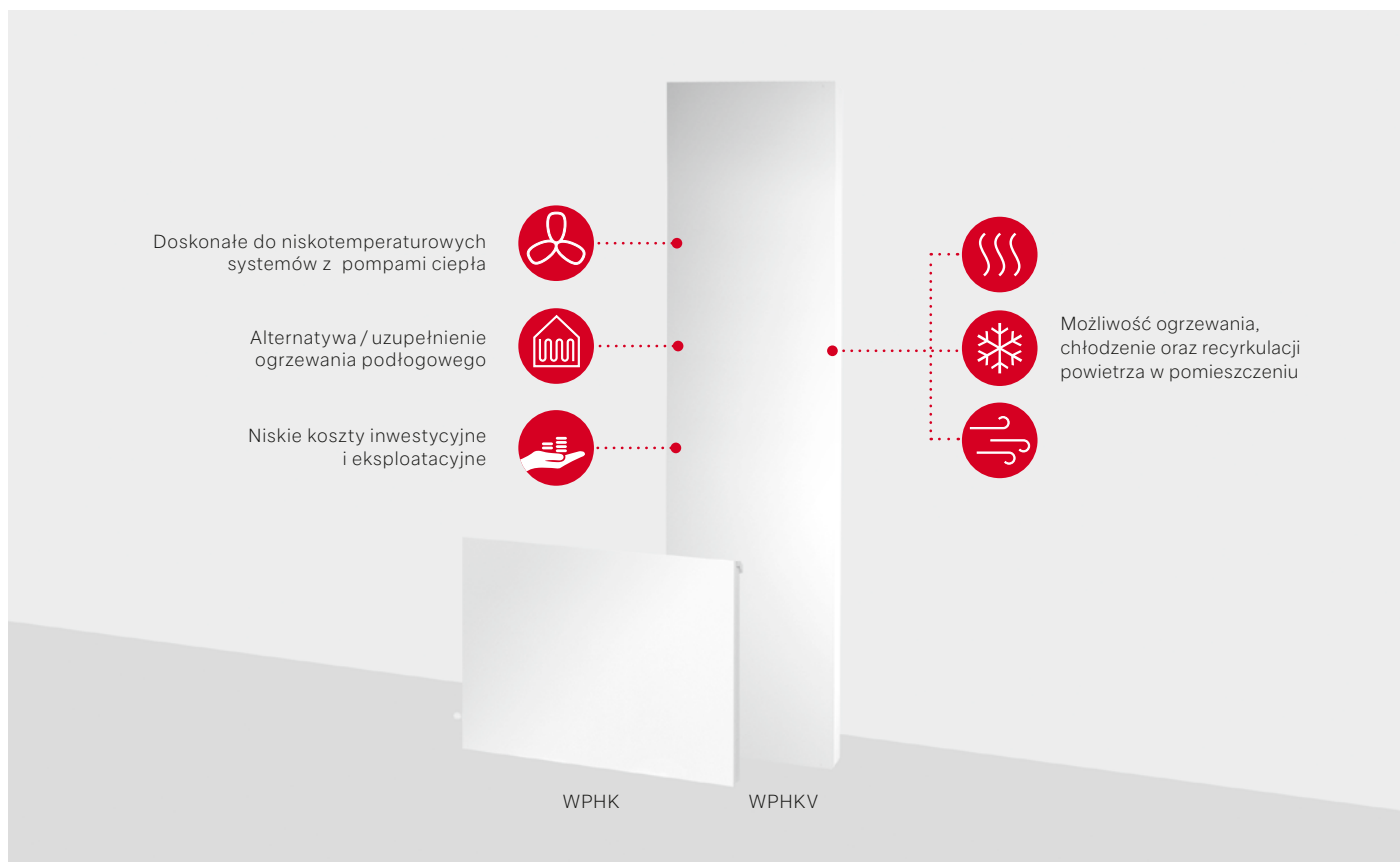 Doskonałe do niskotemperaturowych
systemów z  pompami ciepła
Alternatywa / uzupełnienie
ogrzewania podłogowego
Niskie koszty inwestycyjne
i eksploatacyjne
Możliwość ogrzewania,
chłodzenie oraz recyrkulacji
powietrza w pomieszczeniu
WPHK
WPHKV